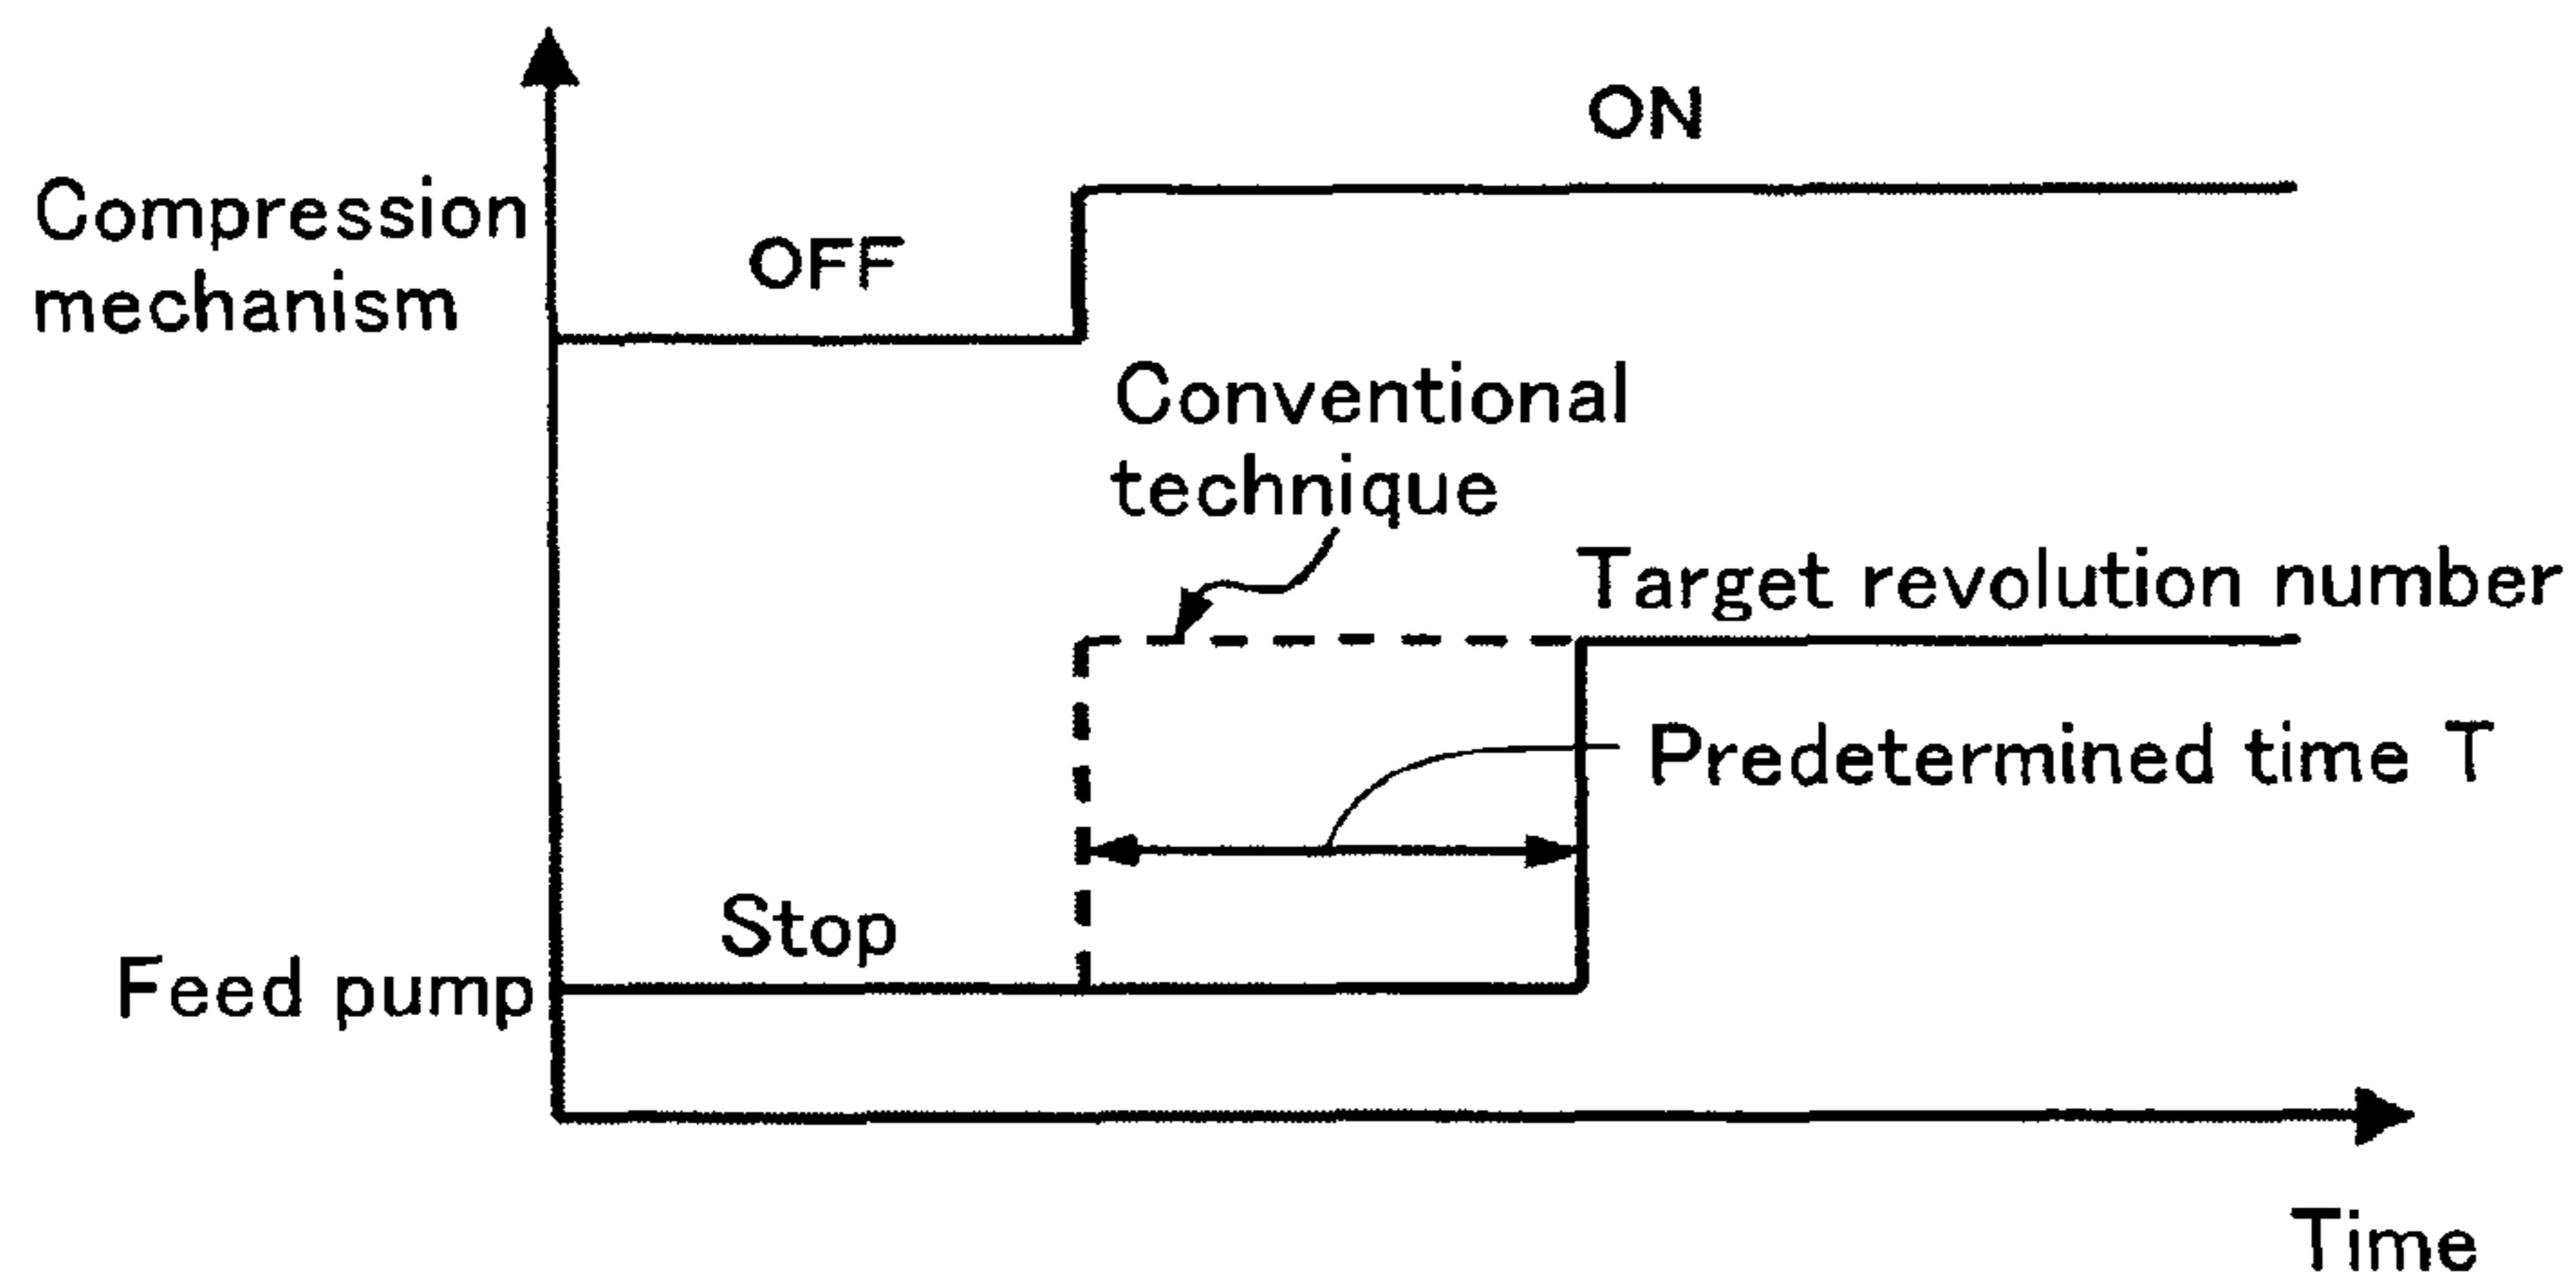 ON
Compression
mechanism
OFF
Conventional
technique
Target revolution number
Predetermined time T
Stop
Feed pump
Time